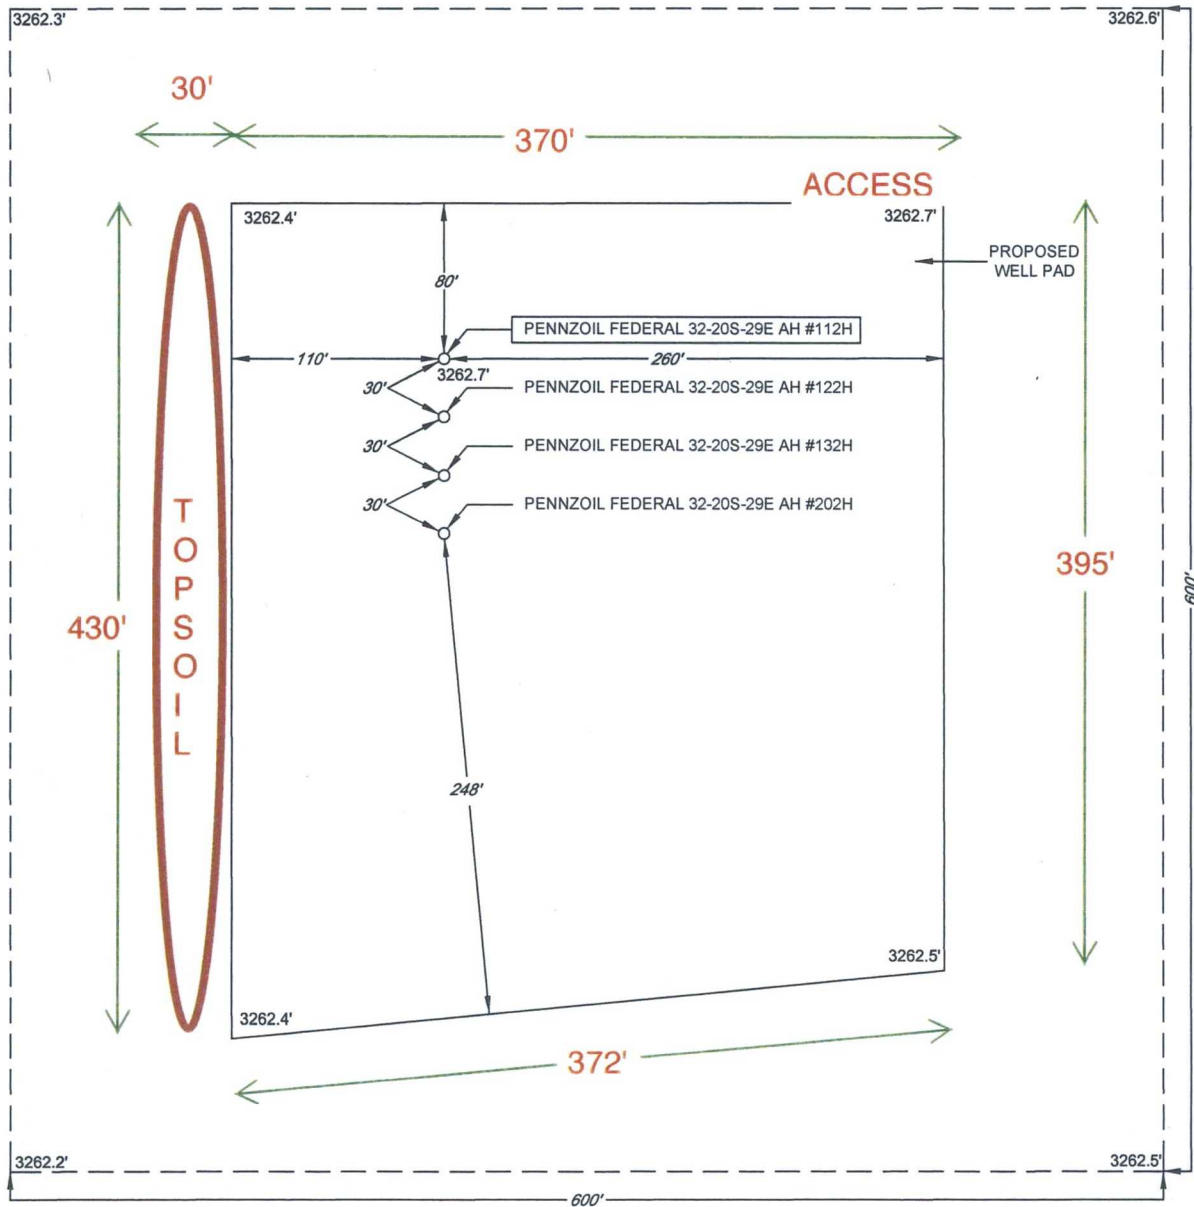 3262.3'
3262.6'
30'
370'
ACCESS
3262.4'
3262.7'
PROPOSED
WELL PAD
80'
PENNZOIL FEDERAL 32-20S-29E AH #112H
110'
260'
3262.7'
30'
PENNZOIL FEDERAL 32-20S-29E AH #122H
30'
PENNZOIL FEDERAL 32-20S-29E AH #132H
30'
PENNZOIL FEDERAL 32-20S-29E AH #202H
TOPSOIL
395'
600'
430'
248'
3262.5'
3262.4'
372'
3262.2'
3262.5'
600'